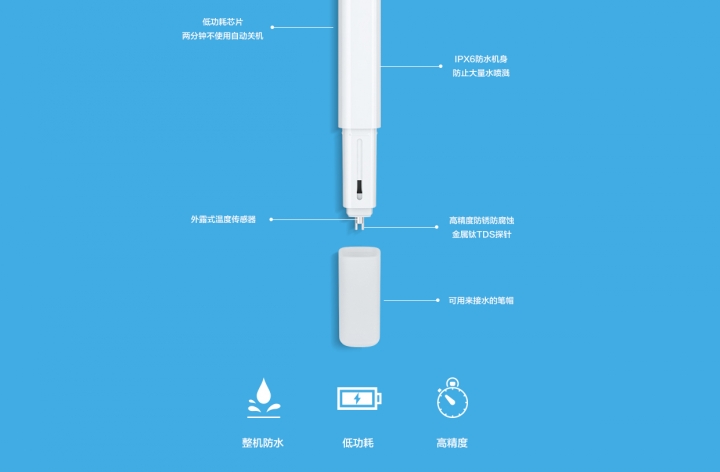 低功耗芯片
两分钟不使用自动关机
IPX6防水机身
防止大量水喷溅
外露式温度传感器
高精度防锈防腐蚀
金属钛TDS探针
可用来接水的笔帽
整机防水
低功耗
高精度